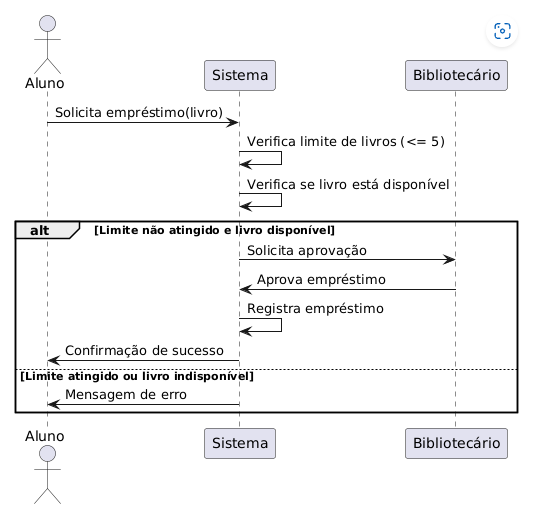 Aluno
Sistema
Bibliotecário
Solicita empréstimo(livro)
Verifica limite de livros (<= 5)
Verifica se livro está disponível
alt
[Limite não atingido e livro disponível]
Solicita aprovação
Aprova empréstimo
Registra empréstimo
Confirmação de sucesso
[Limite atingido ou livro indisponível]
Mensagem de erro
Aluno
Sistema
Bibliotecário